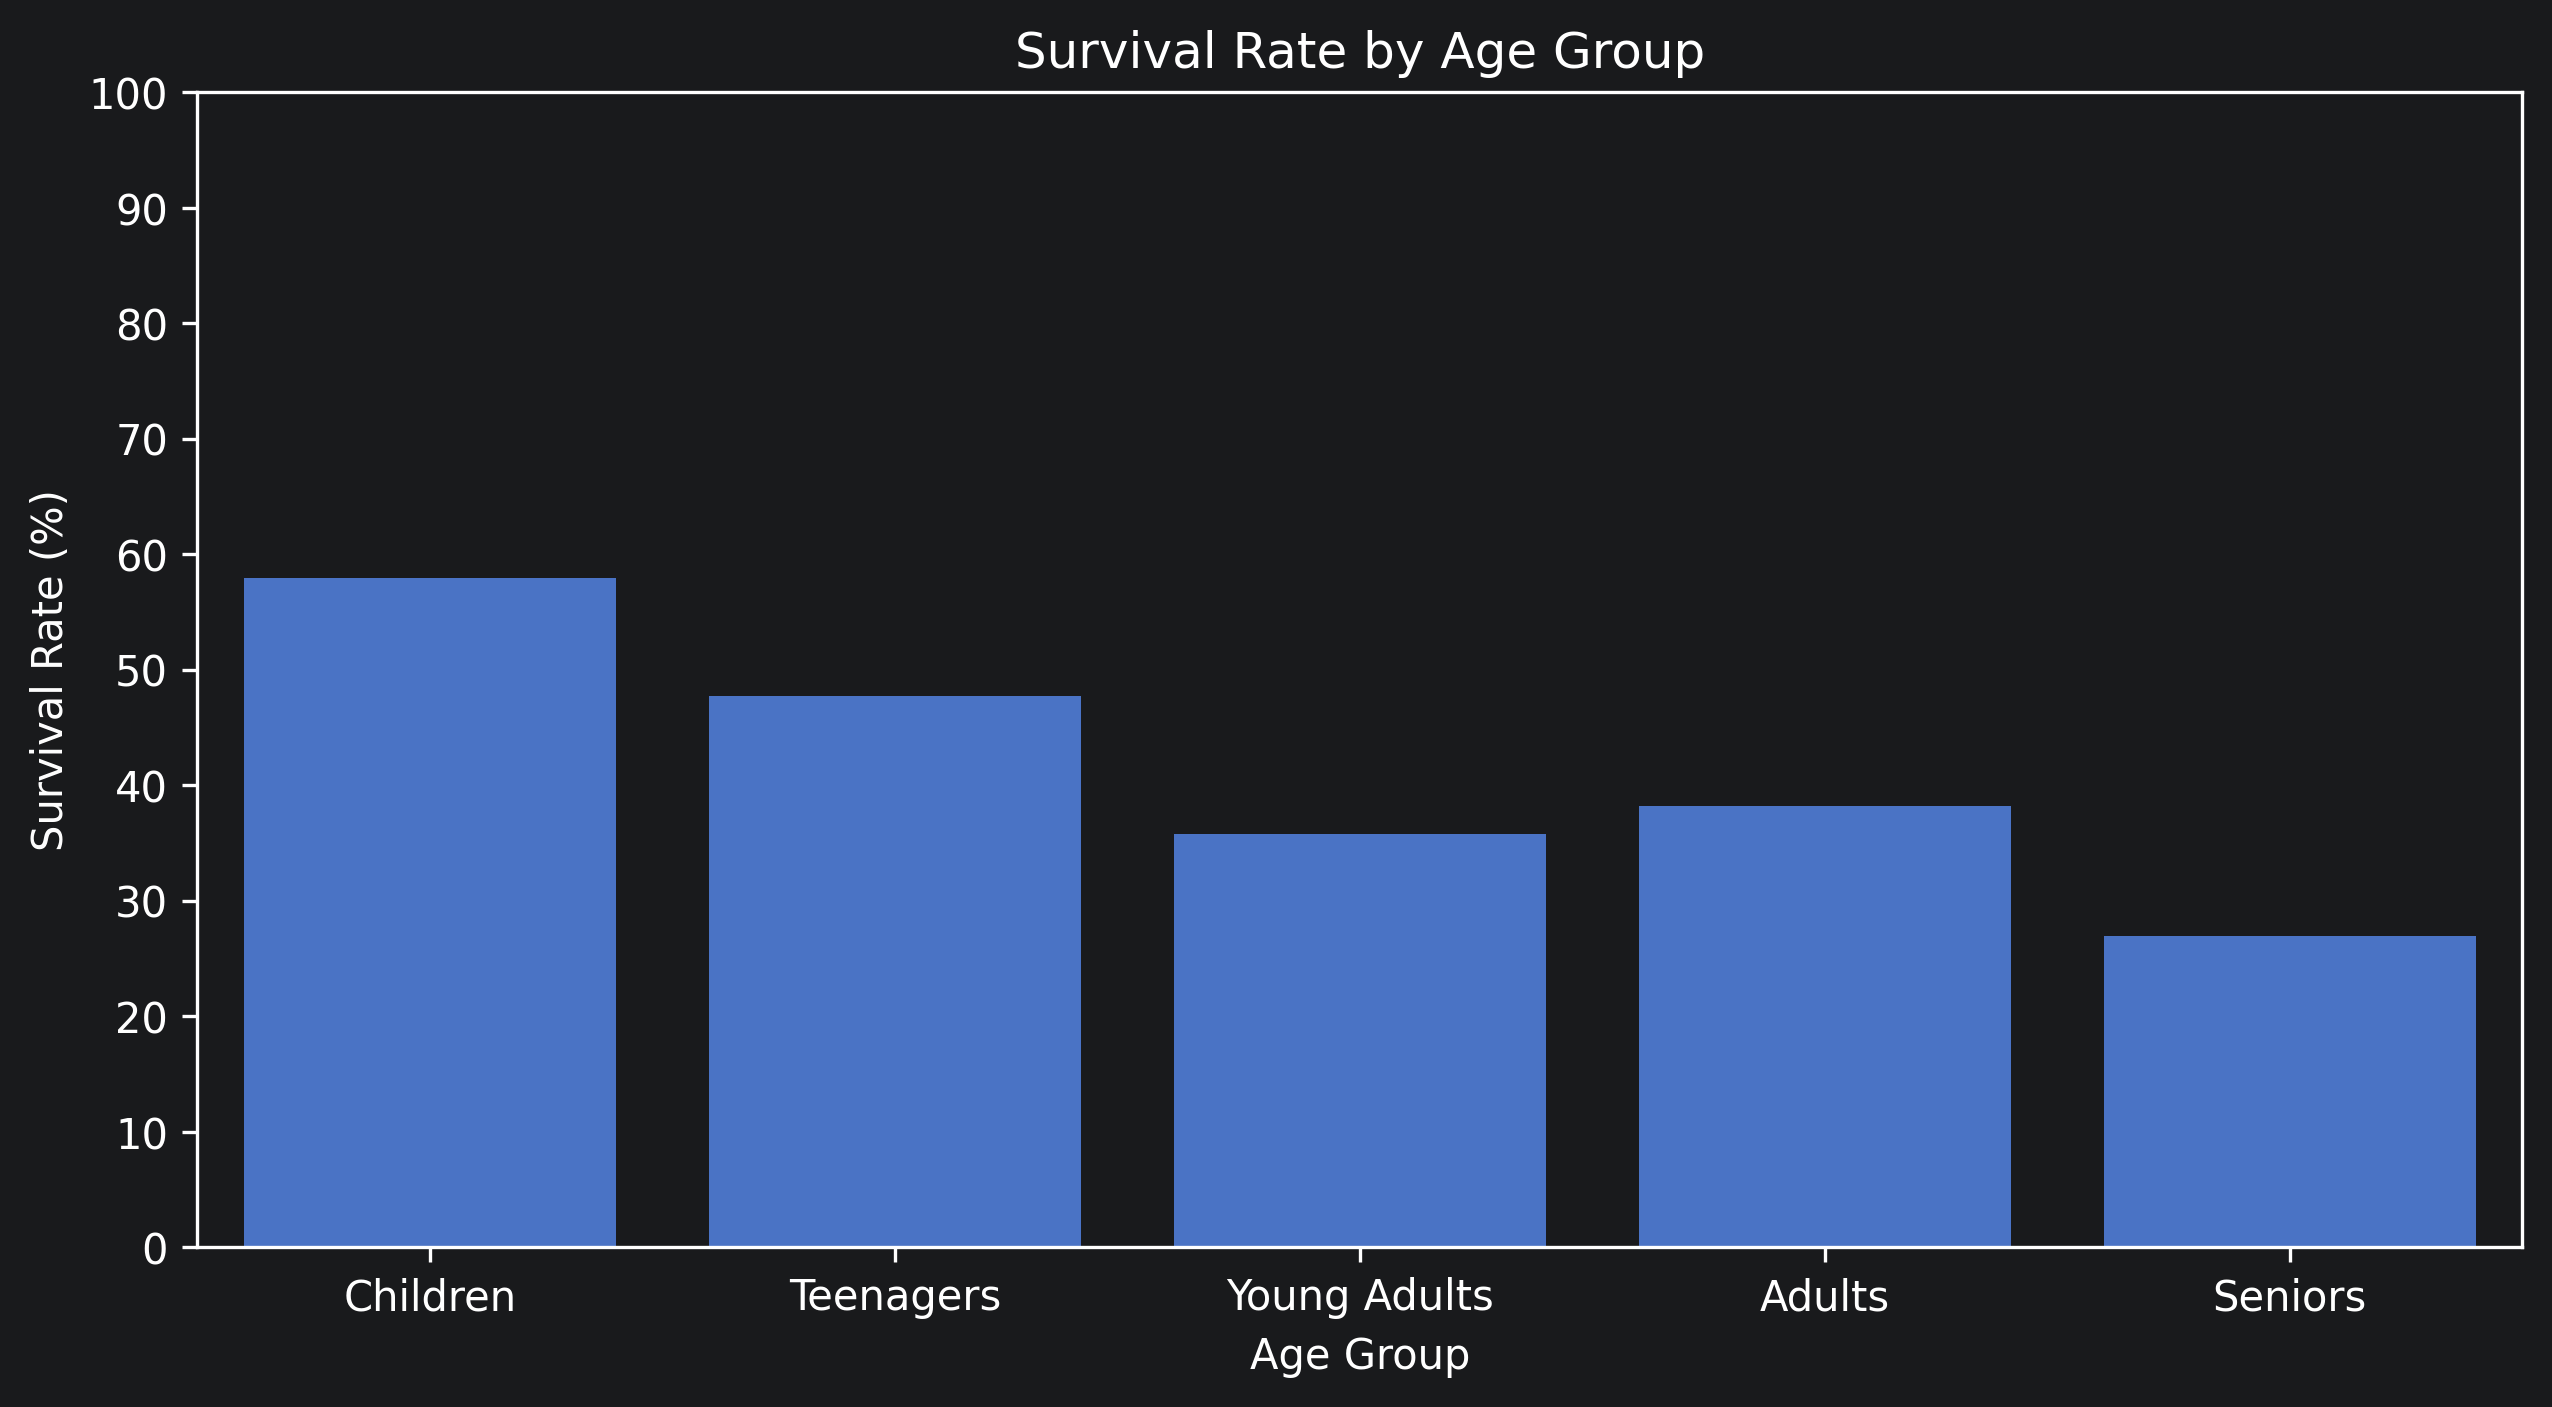 Survival Rate by Age Group
Survival Rate (%)
100
90
80
70
60
50
40
30
20
10
0
Children
Teenagers
Young Adults
Adults
Seniors
Age Group